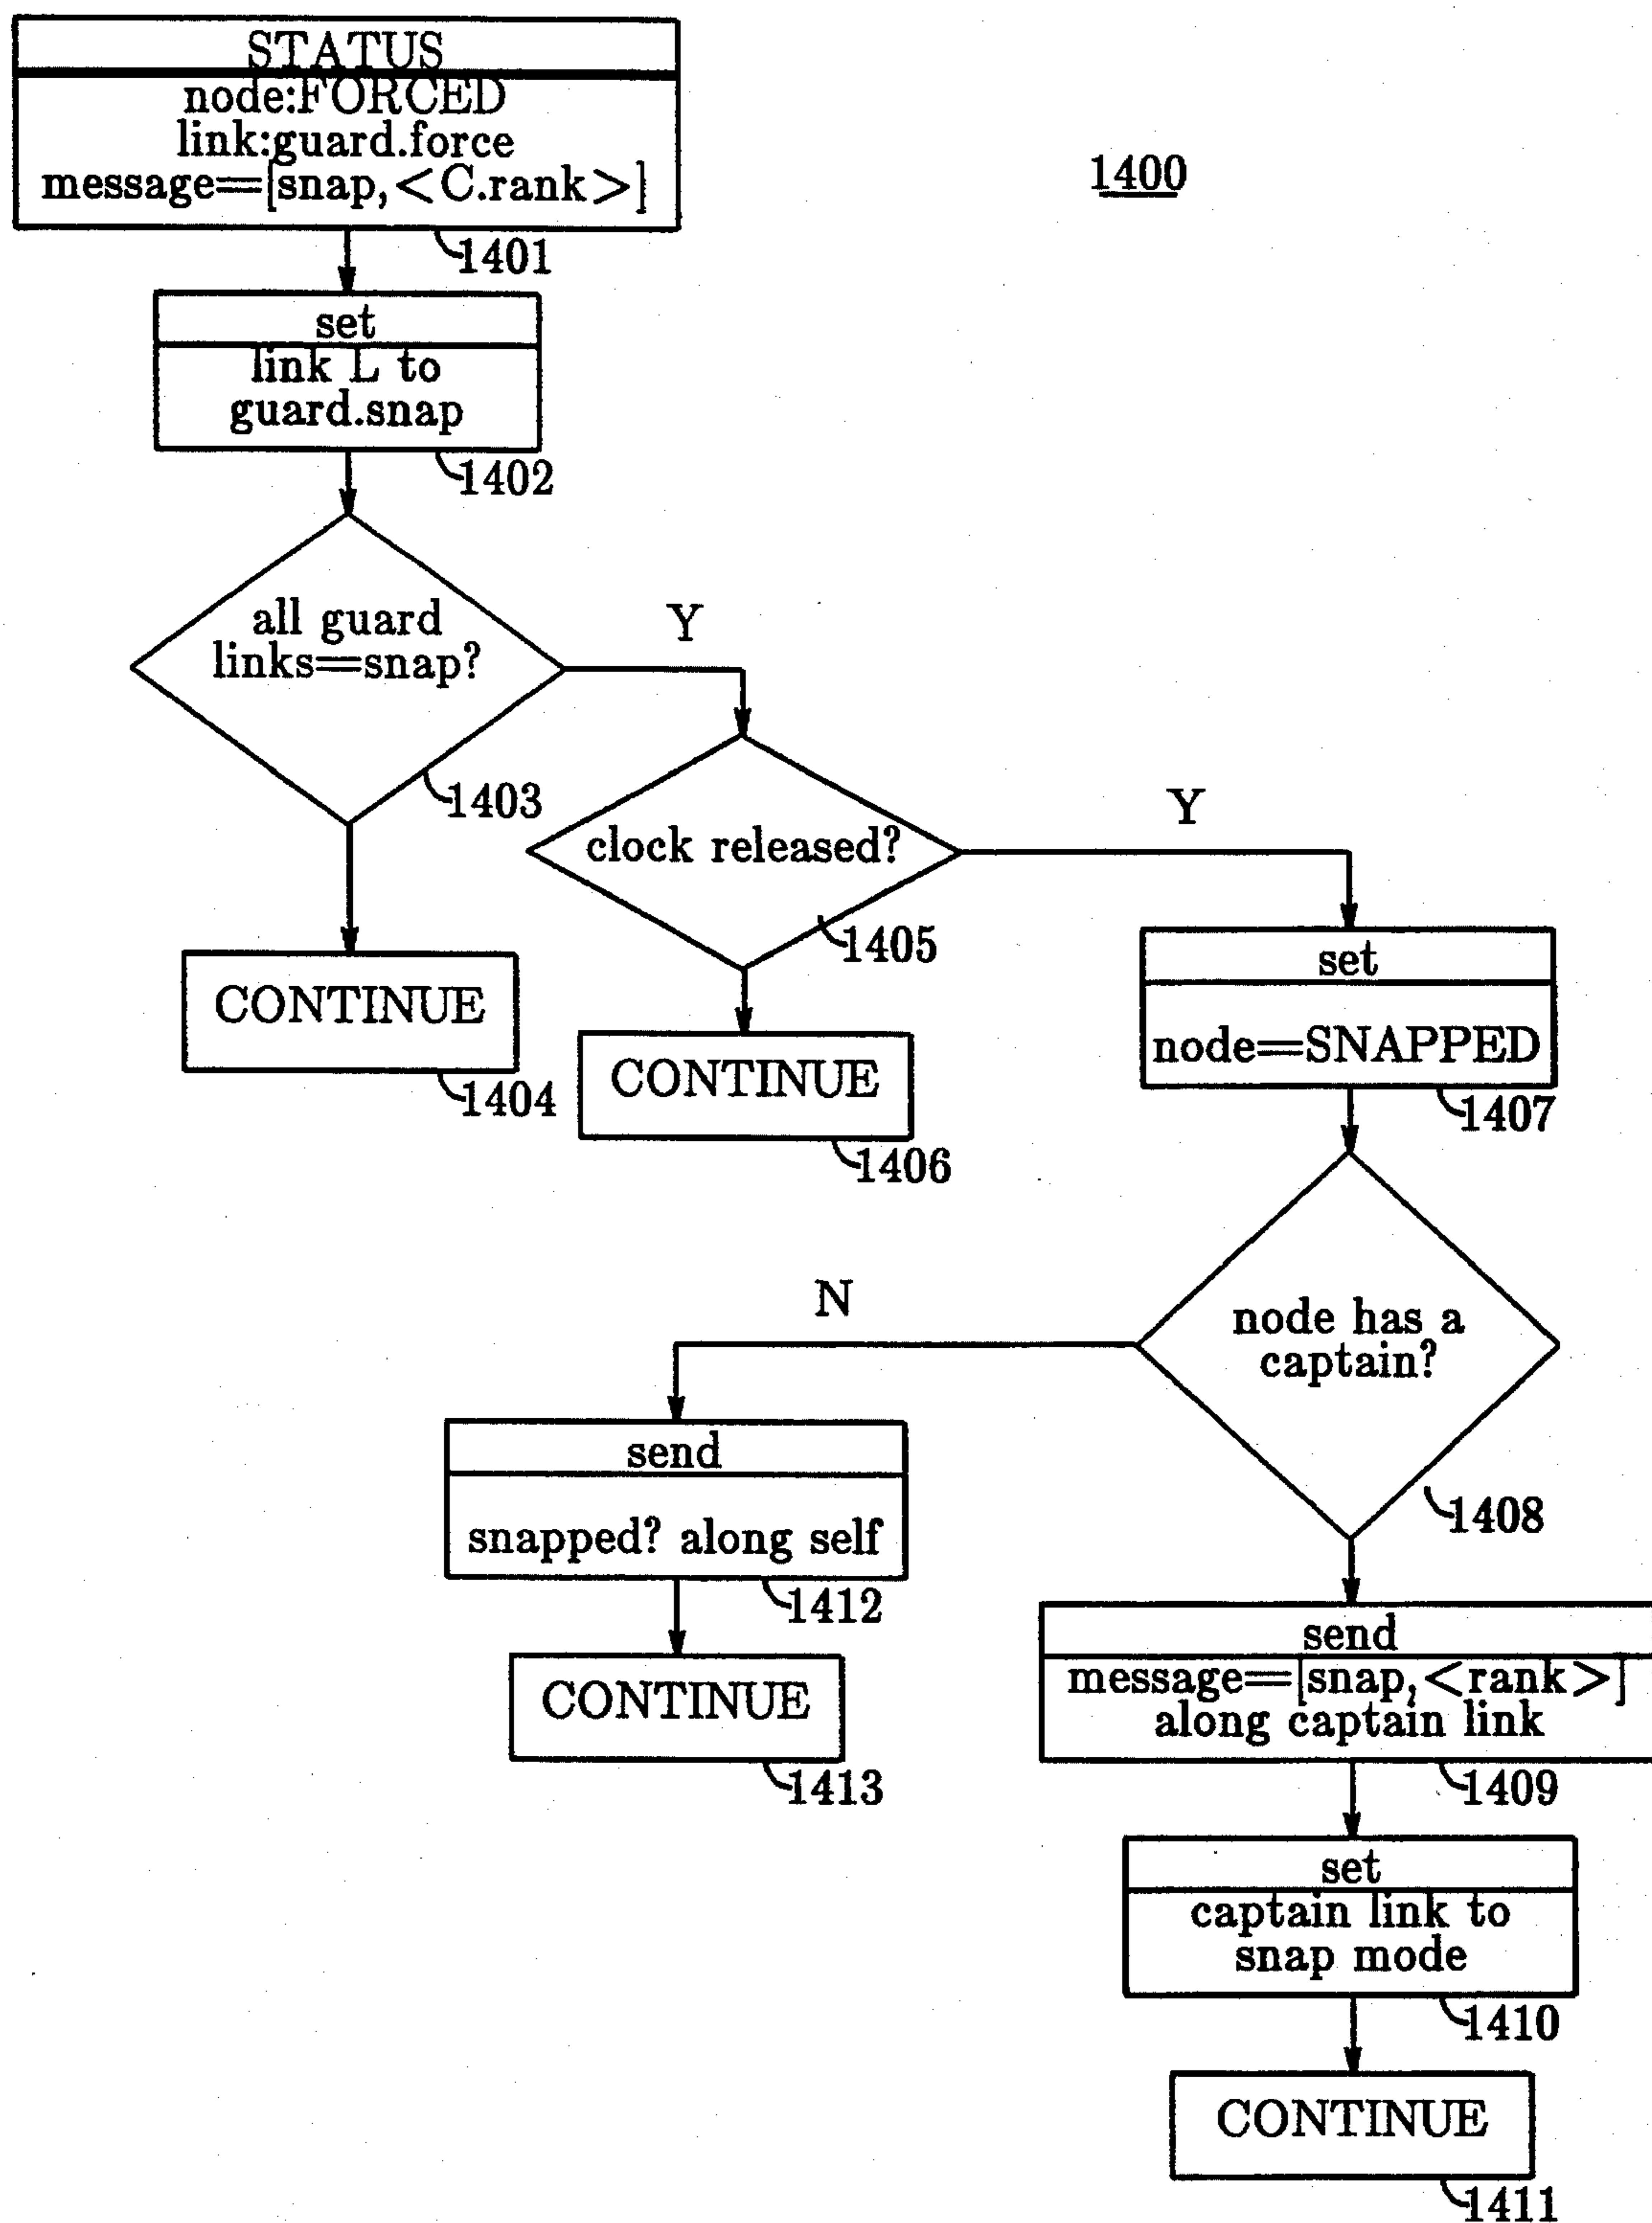 STATUS
node:FORCED
link:guard.force
message=[snap,<C.rank>]
1400
1401
set
link L to
guard.snap
1402
all guard
links=snap?
Y
1403
clock released?
Y
1405
CONTINUE
1404
CONTINUE
1406
set
node=SNAPPED
1407
node has a
captain?
N
1408
send
snapped? along self
1412
CONTINUE
1413
send
message=[snap,<rank>]
along captain link
1409
set
captain link to
snap mode
1410
CONTINUE
1411